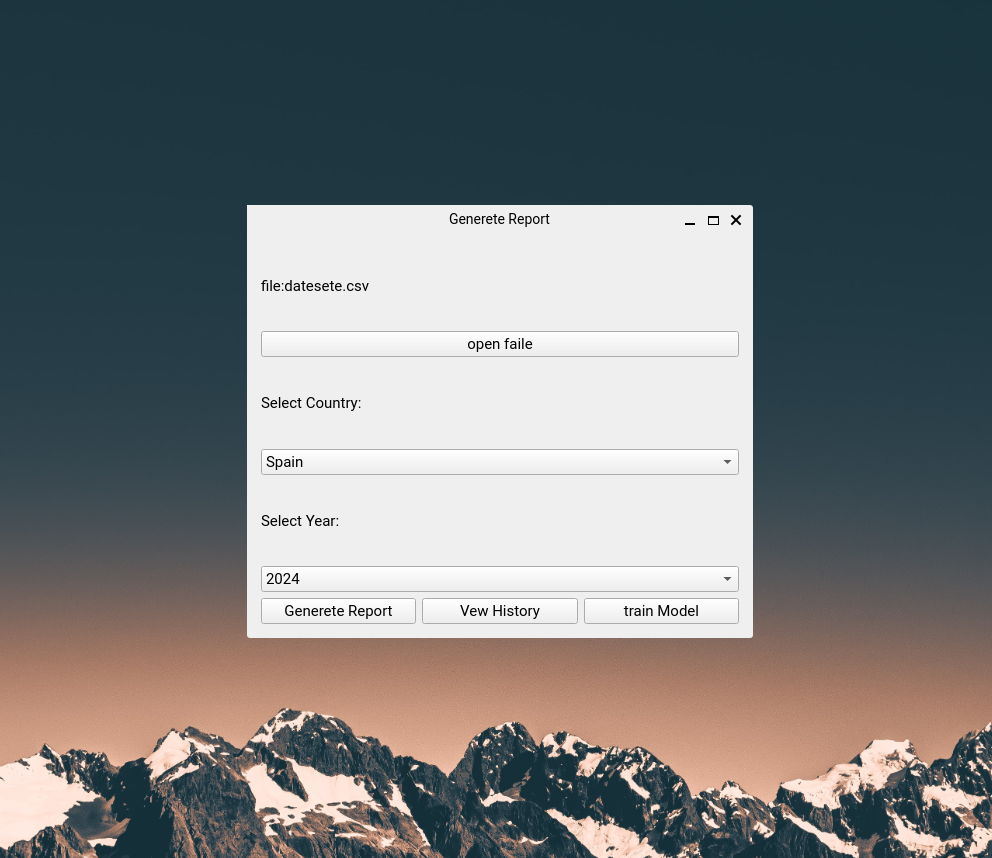 Generete Report
file:datesete.csv
open faile
Select Country:
Spain
Select Year:
2024
Generete Report
Vew History
train Model